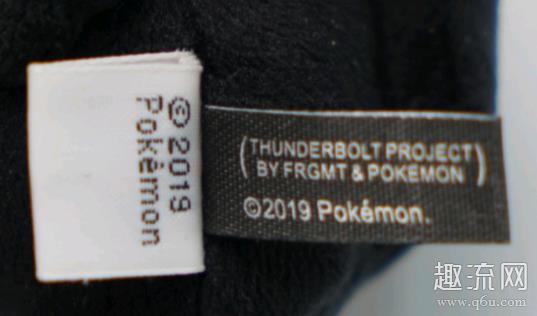 © 2019
Pokémon
(THUNDERBOLT PROJECT
BY FRGMT & POKEMON)
©2019 Pokémon.
趣流网
www.q6u.com